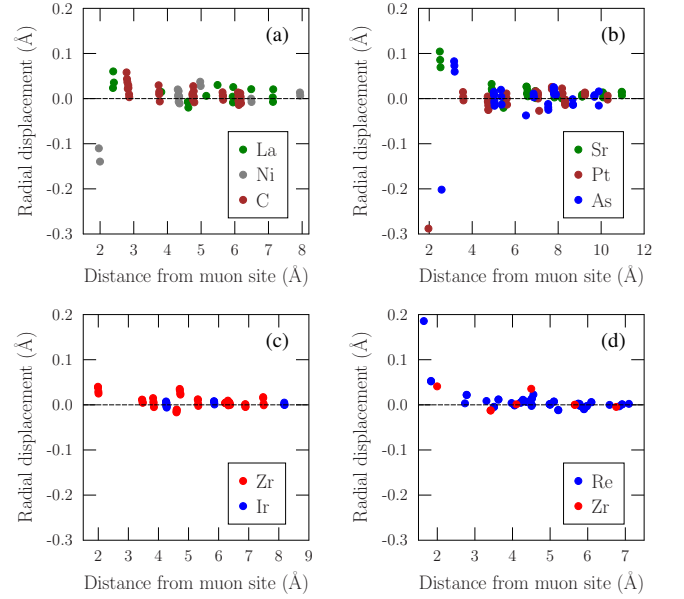 (a)
Radial displacement (Å)
0.2
0.1
0.0
-0.1
-0.2
-0.3
La
Ni
C
2 3 4 5 6 7 8
Distance from muon site (Å)
(b)
Radial displacement (Å)
0.2
0.1
0.0
-0.1
-0.2
-0.3
Sr
Pt
As
2 4 6 8 10 12
Distance from muon site (Å)
(c)
Radial displacement (Å)
0.2
0.1
0.0
-0.1
-0.2
-0.3
Zr
Ir
2 3 4 5 6 7 8 9
Distance from muon site (Å)
(d)
Radial displacement (Å)
0.2
0.1
0.0
-0.1
-0.2
-0.3
Re
Zr
2 3 4 5 6 7
Distance from muon site (Å)